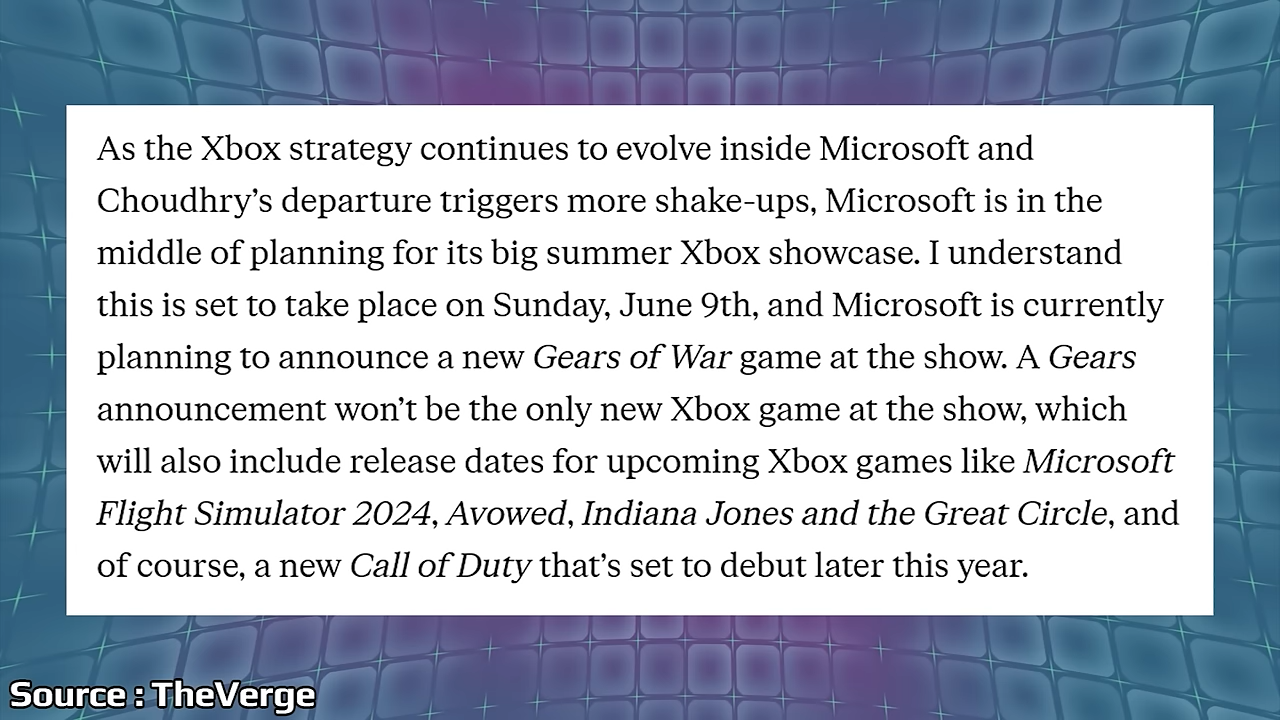 As the Xbox strategy continues to evolve inside Microsoft and
Choudhry’s departure triggers more shake-ups, Microsoft is in the
middle of planning for its big summer Xbox showcase. I understand
this is set to take place on Sunday, June 9th, and Microsoft is currently
planning to announce a new Gears of War game at the show. A Gears
announcement won’t be the only new Xbox game at the show, which
will also include release dates for upcoming Xbox games like Microsoft
Flight Simulator 2024, Avowed, Indiana Jones and the Great Circle, and
of course, a new Call of Duty that’s set to debut later this year.
Source : TheVerge